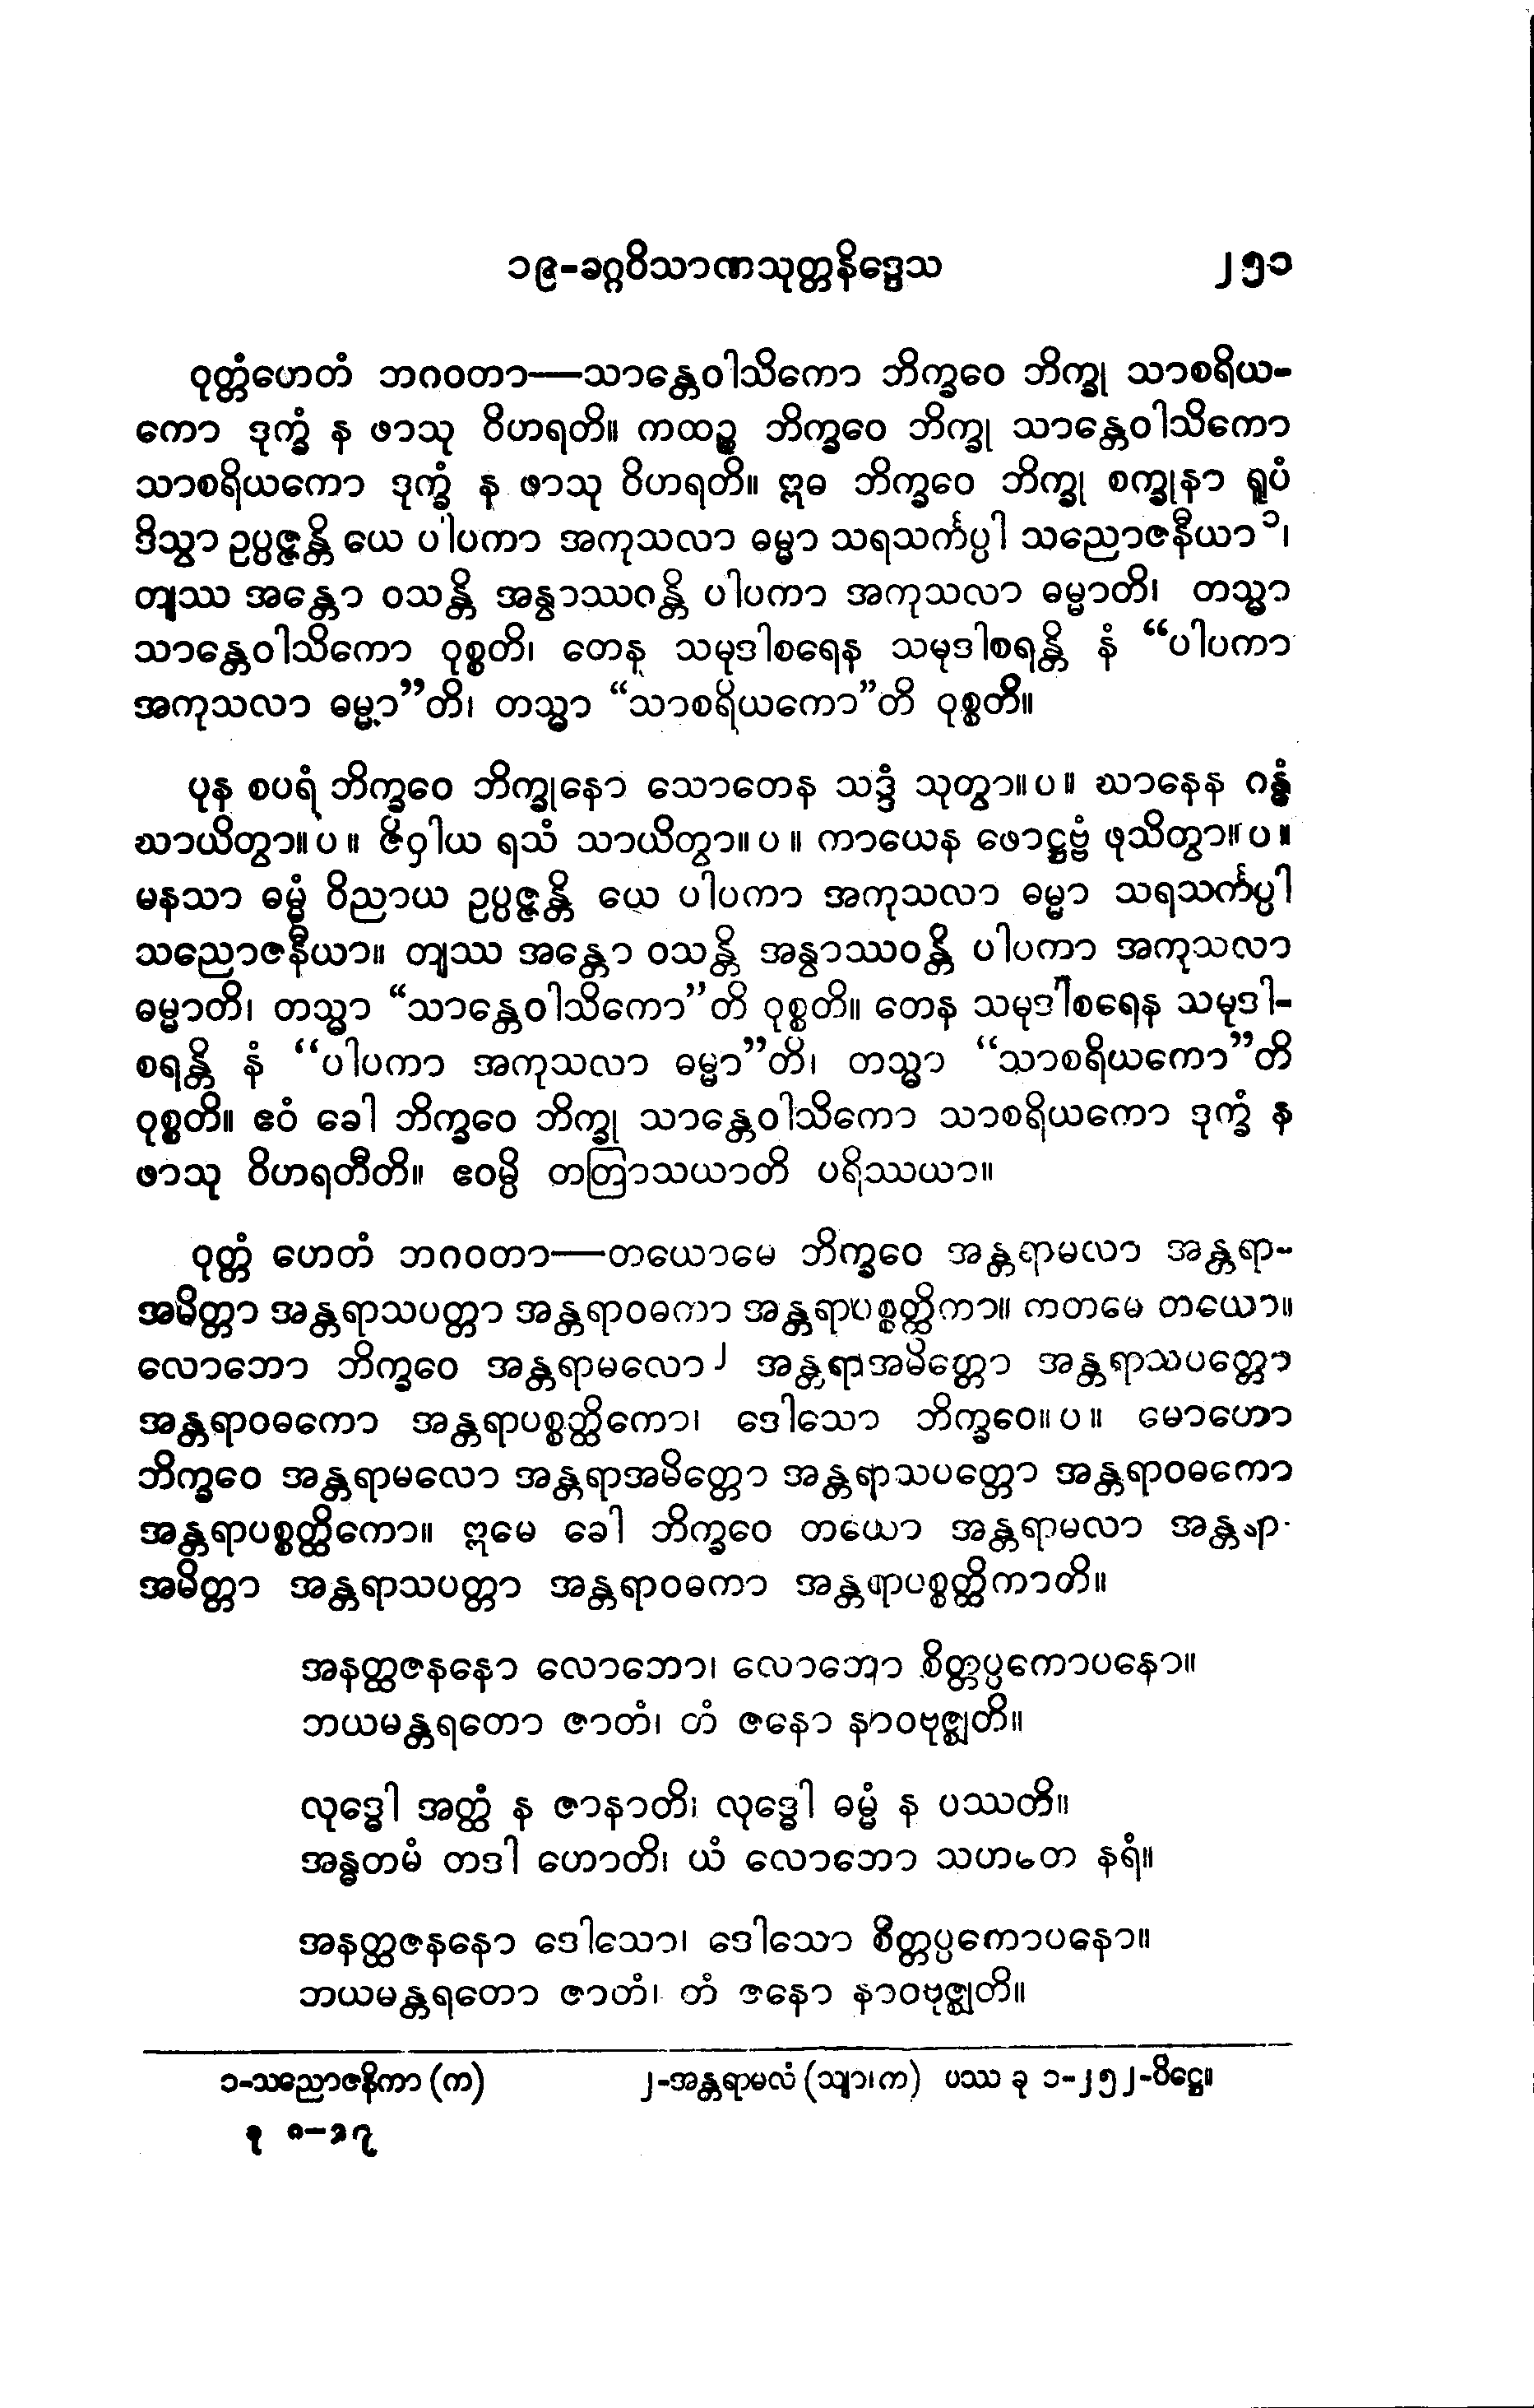 ၁၉-ခဂ္ဂဝိသာဏသုတ္တနိဒ္ဒေသ ၂၅၁
ဝုတ္တံဟေတံ ဘဂဝတာ—သာန္တေဝါသိကော ဘိက္ခဝေ ဘိက္ခု သာစရိယ-
ကော ဒုက္ခံ န ဖာသု ဝိဟရတိ။ ကထဉ္စ ဘိက္ခဝေ ဘိက္ခု သာန္တေဝါသိကော
သာစရိယကော ဒုက္ခံ န ဖာသု ဝိဟရတိ။ ဣဓ ဘိက္ခဝေ ဘိက္ခု စက္ခုနာ ရူပံ
ဒိသွာ ဥပ္ပဇ္ဇန္တိ ယေ ပါပကာ အကုသလာ ဓမ္မာ သရသင်္ကပ္ပါ သညောဇနီယာ၁၊
တျဿ အန္တော ဝသန္တိ အန္วာဿဝန္တိ ပါပကာ အကုသလာ ဓမ္မာတိ၊ တသ္မာ
သာန္တေဝါသိကော ဝုစ္စတိ၊ တေန သမုဒါစရေန သမုဒါစရန္တိ နံ “ပါပကာ
အကုသလာ ဓမ္မာ”တိ၊ တသ္မာ “သာစရိယကော”တိ ဝုစ္စတိ။
ပုန စပရံ ဘိက္ခဝေ ဘိက္ခုနော သောတေန သဒ္ဒံ သုတွာ။ပ။ ဃာနေန ဂန္ဓံ
ဃာယိတွာ။ပ။ ဇိဝှါယ ရသံ သာယိတွာ။ပ။ ကာယေန ဖောဋ္ဌဗ္ဗံ ဖုသိတွာ။ပ။
မနသာ ဓမ္မံ ဝိညာယ ဥပ္ပဇ္ဇန္တိ ယေ ပါပကာ အကုသလာ ဓမ္မာ သရသင်္ကပ္ပါ
သညောဇနီယာ။ တျဿ အန္တော ဝသန္တိ အန္วာဿဝန္တိ ပါပကာ အကုသလာ
ဓမ္မာတိ၊ တသ္မာ “သာန္တေဝါသိကော”တိ ဝုစ္စတိ။ တေန သမုဒါစရေန သမုဒါ-
စရန္တိ နံ “ပါပကာ အကုသလာ ဓမ္မာ”တိ၊ တသ္မာ “သာစရိယကော”တိ
ဝုစ္စတိ။ ဧဝံ ခေါ ဘိက္ခဝေ ဘိက္ခု သာန္တေဝါသိကော သာစရိယကော ဒုက္ခံ န
ဖာသု ဝိဟရတီတိ။ ဧဝမ္ပိ တတြာသယာတိ ပရိဿယာ။
ဝုတ္တံ ဟေတံ ဘဂဝတာ—တယောမေ ဘိက္ခဝေ အန္တရာမလာ အန္တရာ-
အမိတ္တာ အန္တရာသပတ္တာ အန္တရာဝဓကာ အန္တရာပစ္စတ္ထိကာ။ ကတမေ တယော။
လောဘော ဘိက္ခဝေ အန္တရာမလော၂ အန္တရာအမိတ္တော အန္တရာသပတ္တော
အန္တရာဝဓကော အန္တရာပစ္စတ္ထိကော၊ ဒေါသော ဘိက္ခဝေ။ပ။ မောဟော
ဘိက္ခဝေ အန္တရာမလော အန္တရာအမိတ္တော အန္တရာသပတ္တော အန္တရာဝဓကော
အန္တရာပစ္စတ္ထိကော။ ဣမေ ခေါ ဘိက္ခဝေ တယော အန္တရာမလာ အန္တရာ-
အမိတ္တာ အန္တရာသပတ္တာ အန္တရာဝဓကာ အန္တရာပစ္စတ္ထိကာတိ။
အနတ္ထဇနနော လောဘော၊ လောဘော စိတ္တပ္ပကောပနော။
ဘယမန္တရတော ဇာတံ၊ တံ ဇနော နာဝဗုဇ္ဈတိ။
လုဒ္ဓေါ အတ္ထံ န ဇာနာတိ၊ လုဒ္ဓေါ ဓမ္မံ န ပဿတိ။
အန္ဓတမံ တဒါ ဟောတိ၊ ယံ လောဘော သဟတေ နရံ။
အနတ္ထဇနနော ဒေါသော၊ ဒေါသော စိတ္တပ္ပကောပနော။
ဘယမန္တရတော ဇာတံ၊ တံ ဇနော နာဝဗုဇ္ဈတိ။
၁-သညောဇနိကာ (က) ၂-အန္တရာမလံ (သျာ၊က) ပဿ ခု ၁-၂၅၂-ပိဋ္ဌေ။
စု ၈—၁၇